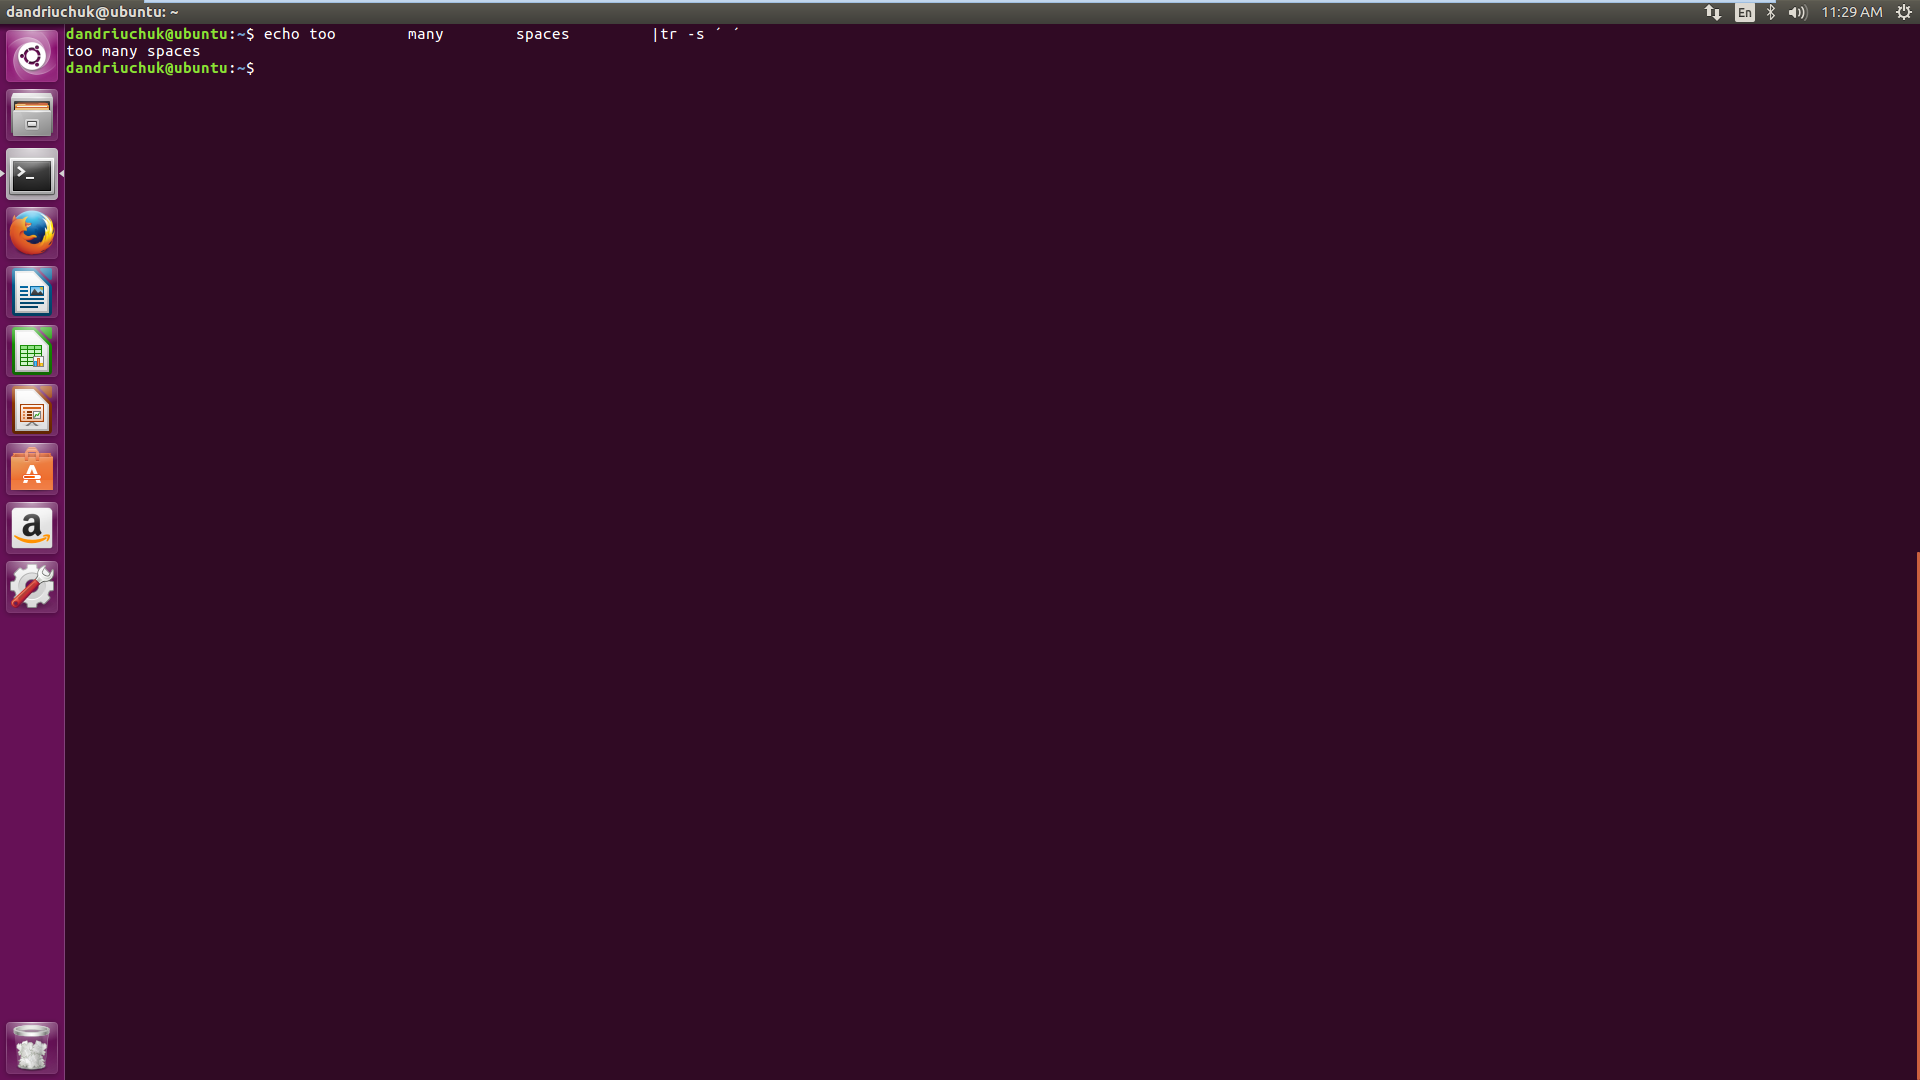 dandriuchuk@ubuntu: ~
En
11:29 AM
dandriuchuk@ubuntu:~$ echo too        many        spaces         |tr -s ´ ´
too many spaces
dandriuchuk@ubuntu:~$